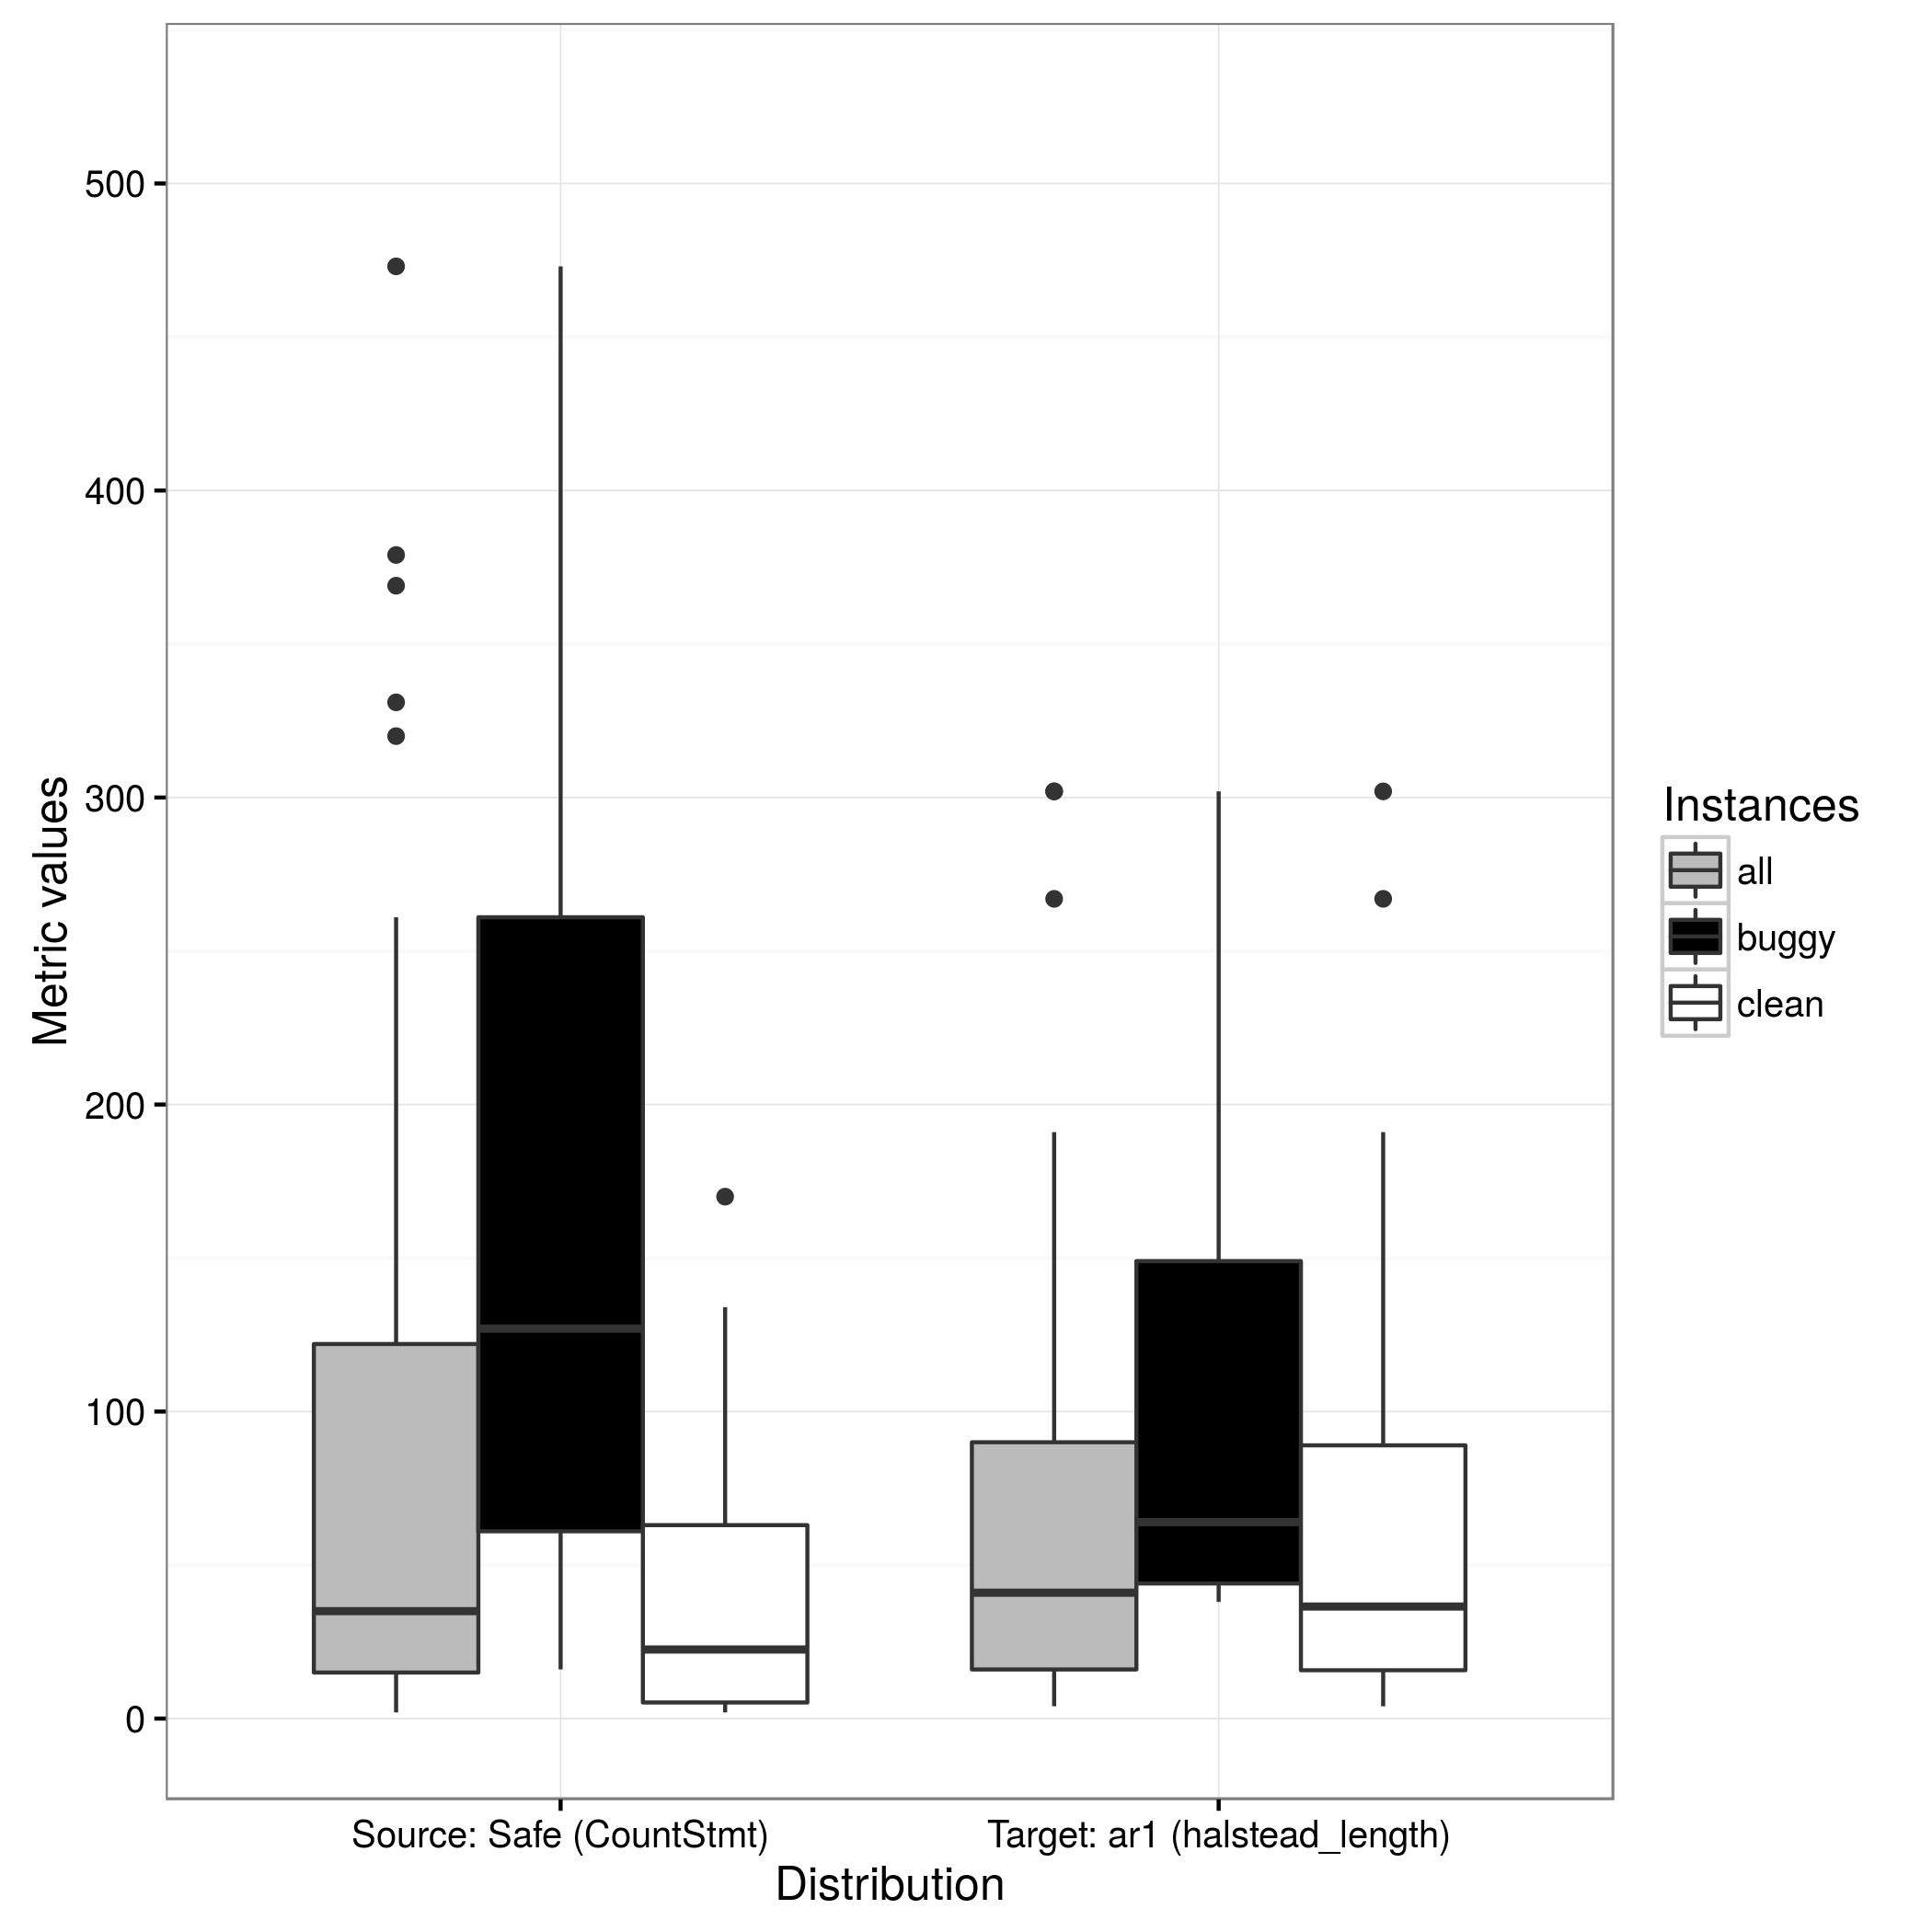 Metric values
500
400
300
200
100
0
Source: Safe (CountStmt)
Target: ar1 (halstead_length)
Distribution
Instances
all
buggy
clean